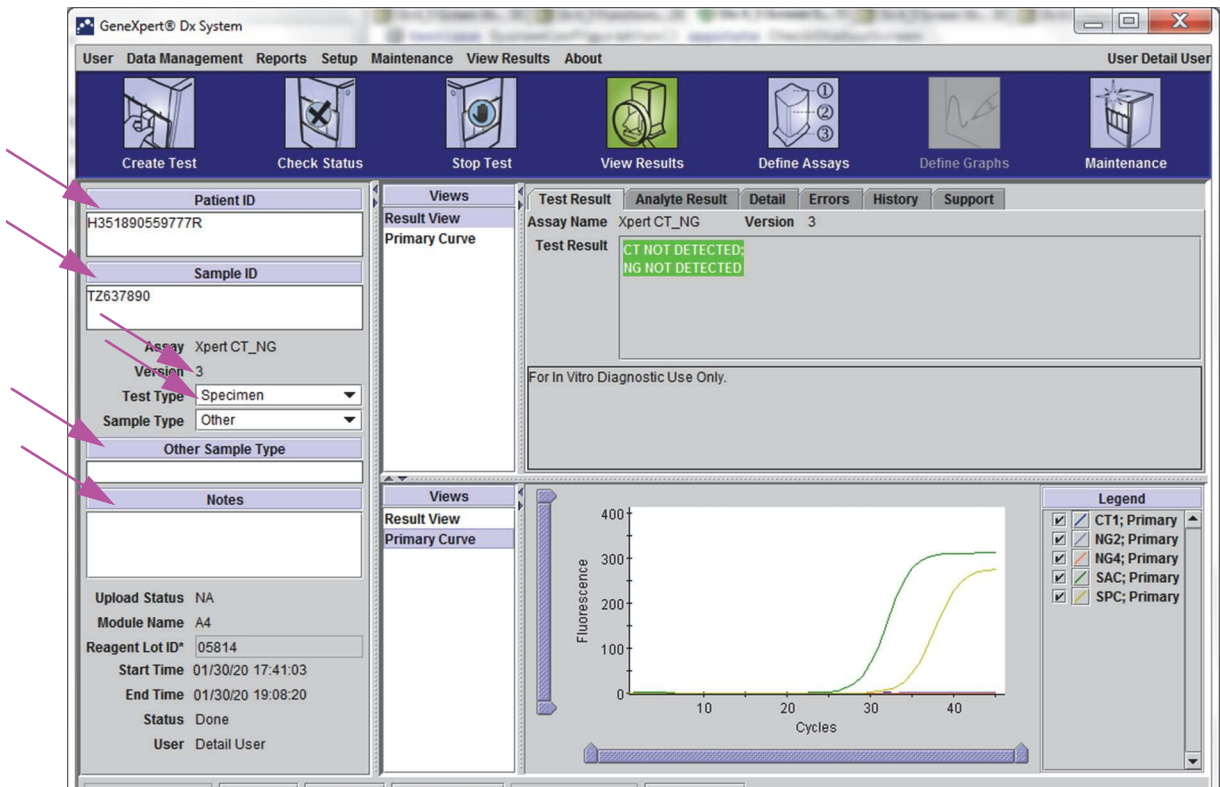 GeneXpert® Dx System
User Data Management Reports Setup Maintenance View Results About User Detail User
Create Test Check Status Stop Test View Results Define Assays Define Graphs Maintenance
① ② ③
Patient ID
H351890559777R
Sample ID
TZ637890
Assay Xpert CT_NG
Version 3
Test Type Specimen
Sample Type Other
Other Sample Type
Notes
Upload Status NA
Module Name A4
Reagent Lot ID* 05814
Start Time 01/30/20 17:41:03
End Time 01/30/20 19:08:20
Status Done
User Detail User
Views
Result View
Primary Curve
Test Result Analyte Result Detail Errors History Support
Assay Name Xpert CT_NG Version 3
Test Result CT NOT DETECTED;
NG NOT DETECTED
For In Vitro Diagnostic Use Only.
Views
Result View
Primary Curve
Fluorescence
400
300
200
100
0
10 20 30 40
Cycles
Legend
CT1; Primary
NG2; Primary
NG4; Primary
SAC; Primary
SPC; Primary